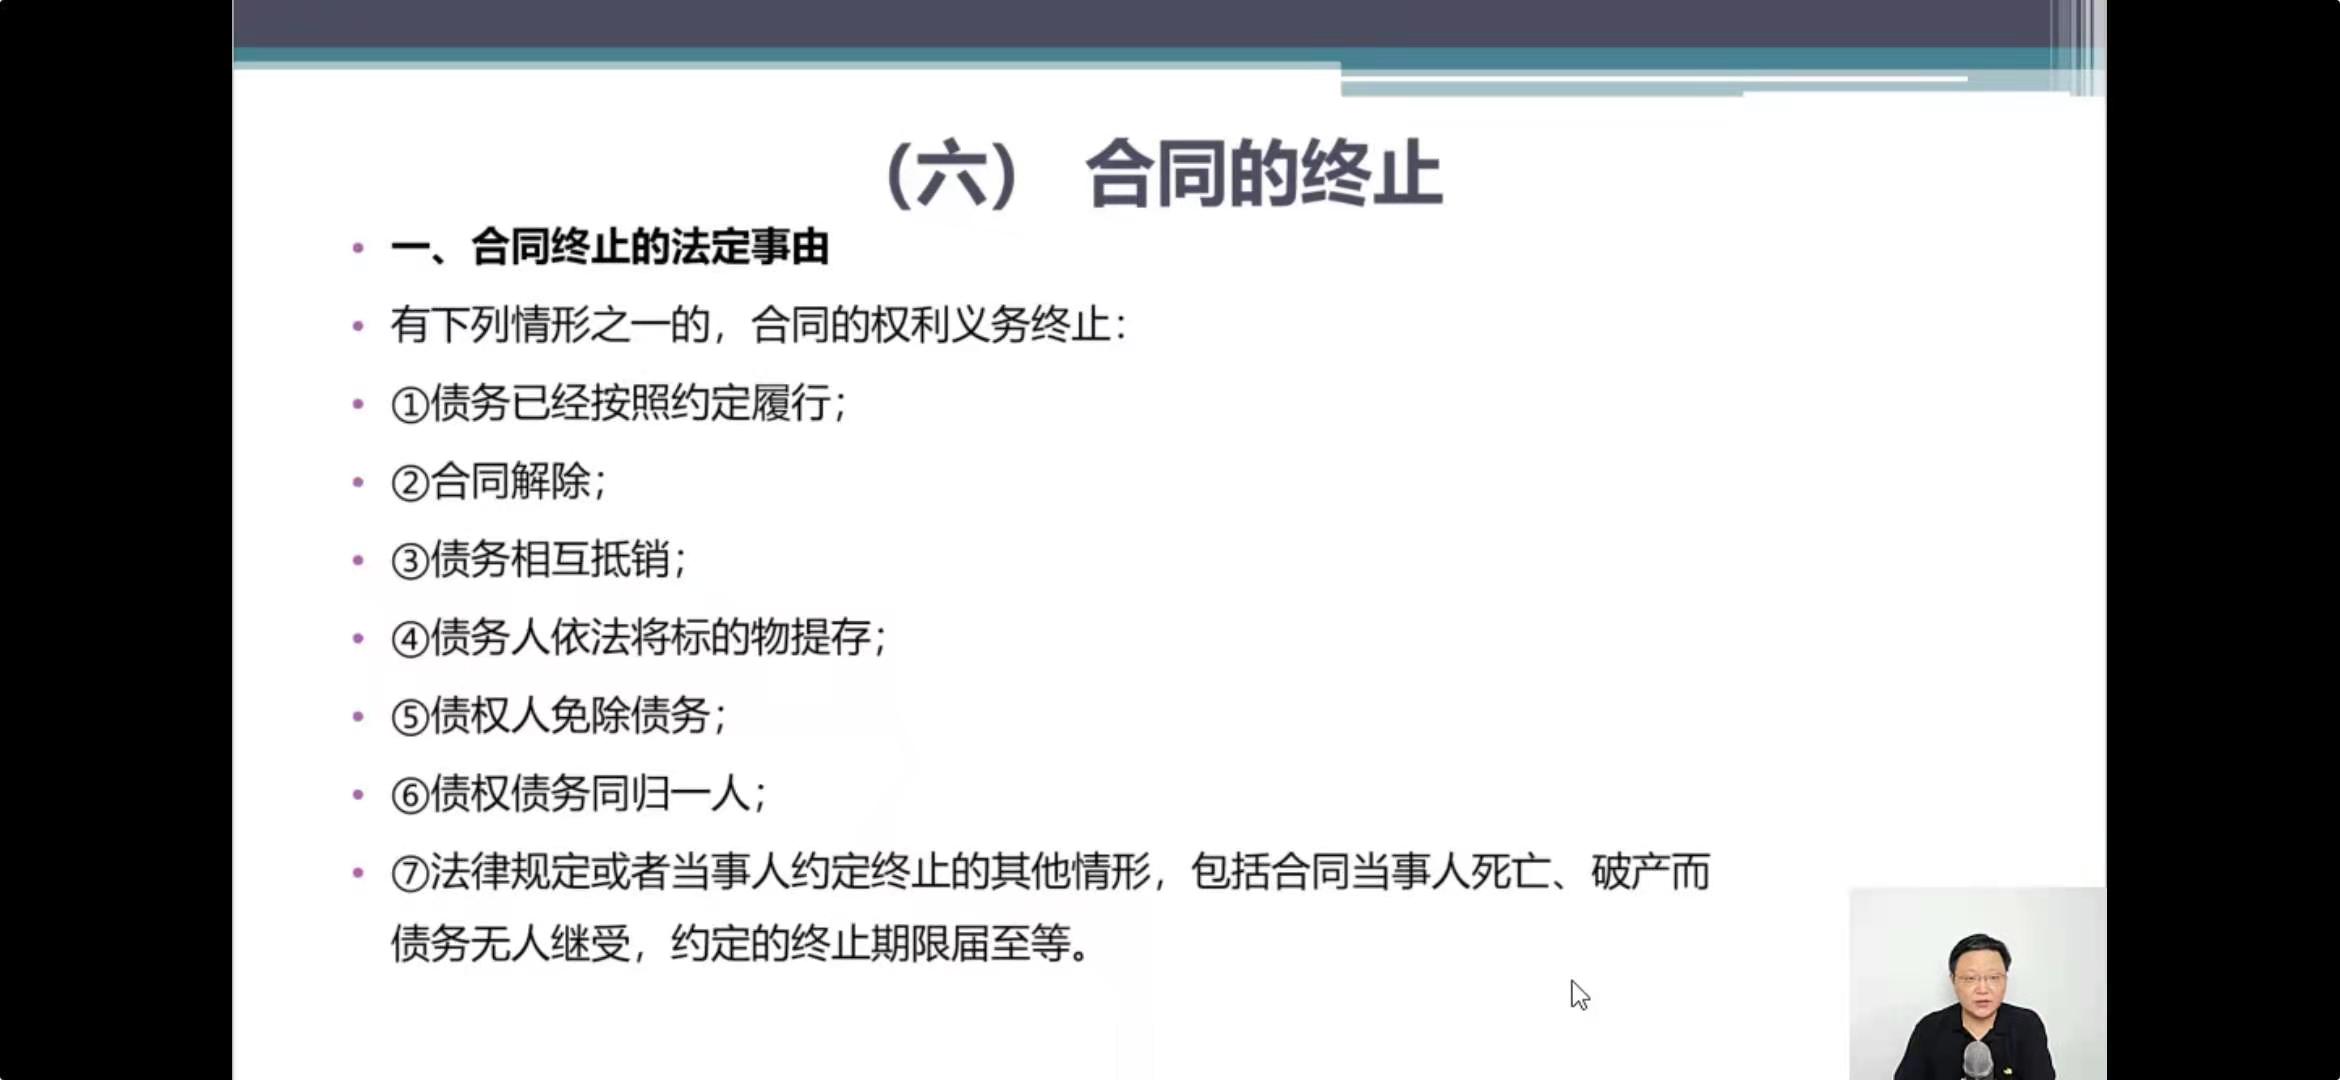 （六） 合同的终止
• 一、合同终止的法定事由
• 有下列情形之一的，合同的权利义务终止：
• ①债务已经按照约定履行；
• ②合同解除；
• ③债务相互抵销；
• ④债务人依法将标的物提存；
• ⑤债权人免除债务；
• ⑥债权债务同归一人；
• ⑦法律规定或者当事人约定终止的其他情形，包括合同当事人死亡、破产而
债务无人继受，约定的终止期限届至等。